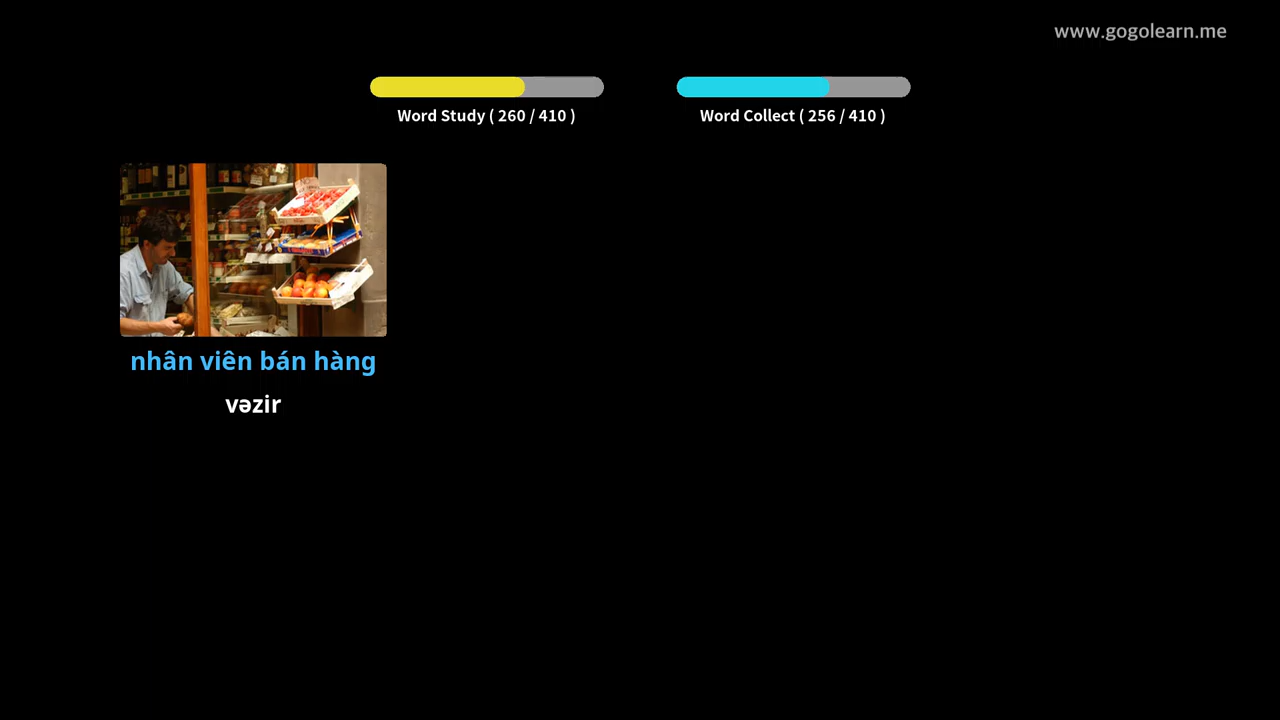 www.gogolearn.me
Word Study ( 260 / 410 )
Word Collect ( 256 / 410 )
nhân viên bán hàng
vəzir